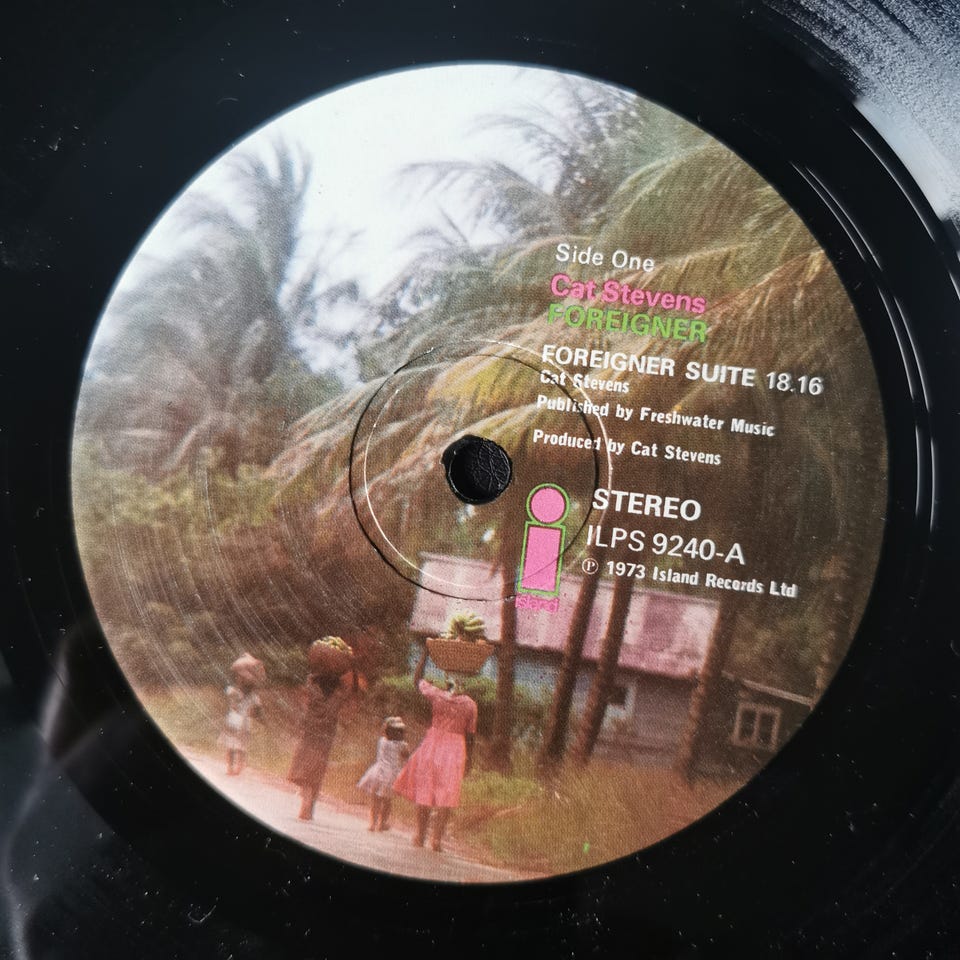 Side One
Cat Stevens
FOREIGNER
FOREIGNER SUITE 18.16
Cat Stevens
Published by Freshwater Music
Produced by Cat Stevens
STEREO
ILPS 9240-A
℗ 1973 Island Records Ltd
island